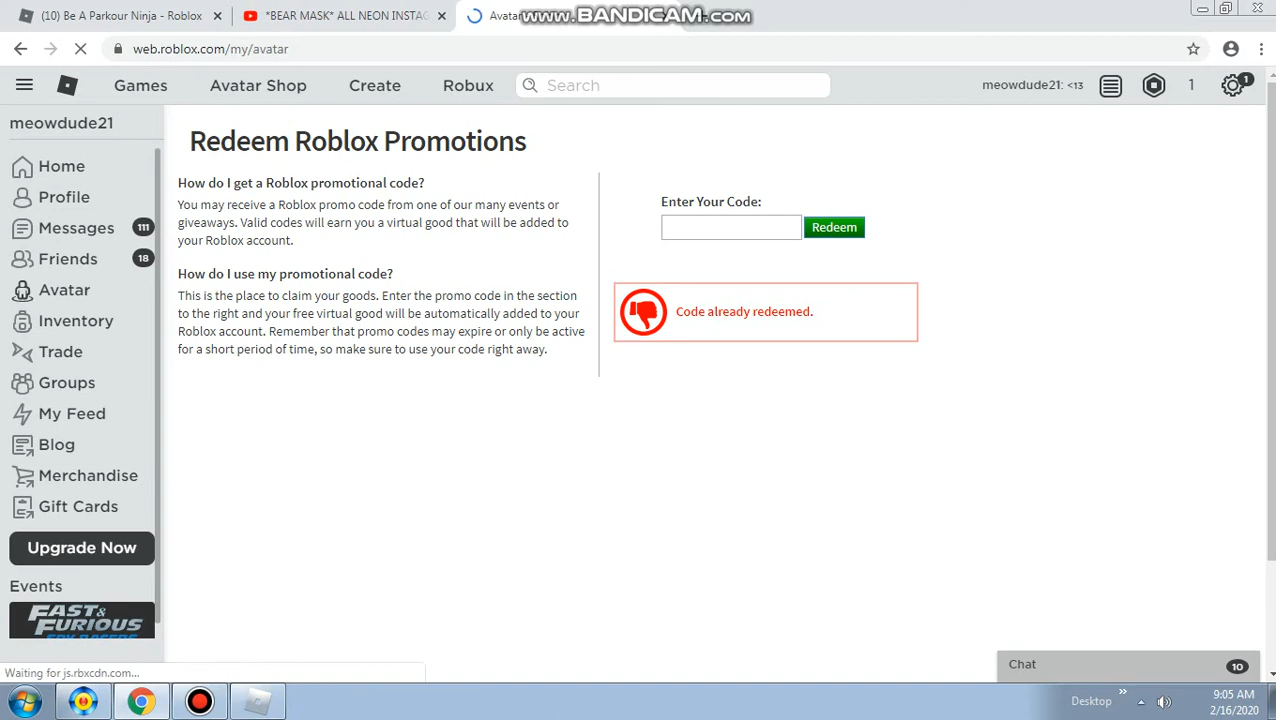 (10) Be A Parkour Ninja - Roblox
*BEAR MASK* ALL NEON INSTAG
Avata
www.BANDICAM.com
web.roblox.com/my/avatar
Games
Avatar Shop
Create
Robux
Search
meowdude21: <13
1
1
meowdude21
Home
Profile
Messages 111
Friends 18
Avatar
Inventory
Trade
Groups
My Feed
Blog
Merchandise
Gift Cards
Upgrade Now
Events
FAST &
FURIOUS
SPY RACERS
Redeem Roblox Promotions
How do I get a Roblox promotional code?
You may receive a Roblox promo code from one of our many events or
giveaways. Valid codes will earn you a virtual good that will be added to
your Roblox account.
How do I use my promotional code?
This is the place to claim your goods. Enter the promo code in the section
to the right and your free virtual good will be automatically added to your
Roblox account. Remember that promo codes may expire or only be active
for a short period of time, so make sure to use your code right away.
Enter Your Code:
Redeem
Code already redeemed.
Chat 10
Waiting for js.rbxcdn.com...
Desktop
9:05 AM
2/16/2020